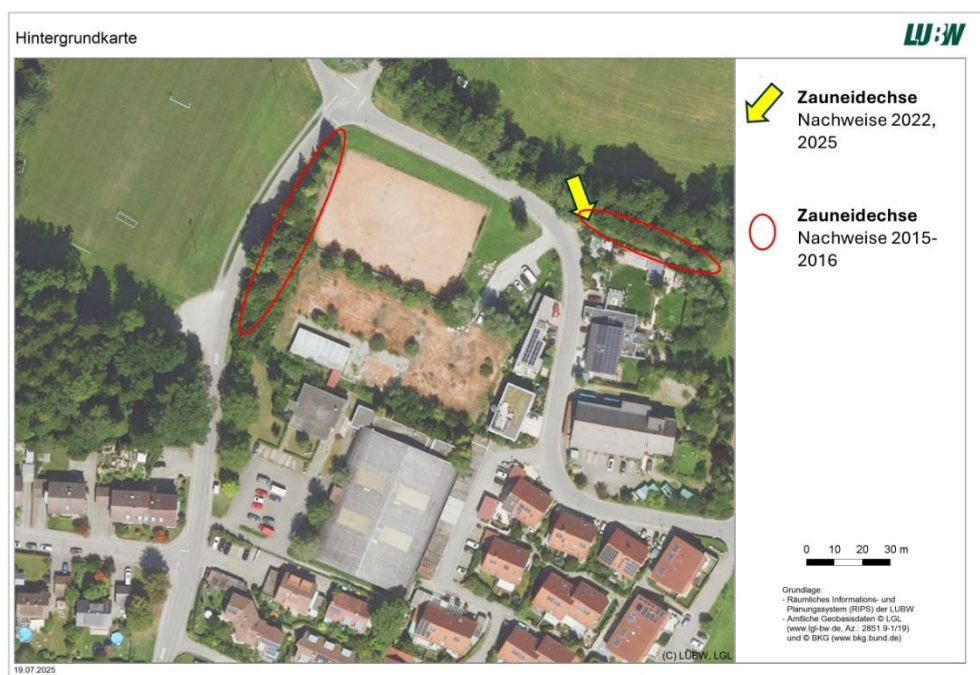 Hintergrundkarte
LUBW
Zauneidechse
Nachweise 2022,
2025
Zauneidechse
Nachweise 2015-
2016
0 10 20 30 m
Grundlage:
- Räumliches Informations- und
Planungssystem (RIPS) der LUBW
- Amtliche Geobasisdaten © LGL
(www.lgl-bw.de, Az.: 2851.9-1/19)
und © BKG (www.bkg.bund.de)
(C) LUBW, LGL
19.07.2025